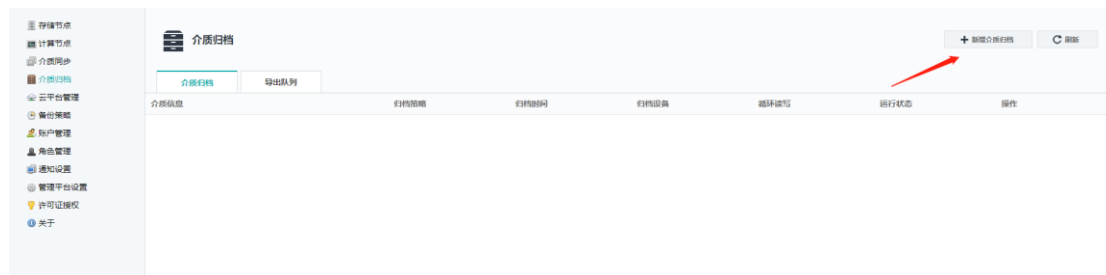 存储节点
计算节点
介质同步
介质归档
云平台管理
备份策略
账户管理
角色管理
通知设置
管理平台设置
许可证授权
关于
介质归档
新增介质归档 刷新
介质归档 导出队列
介质信息 归档策略 归档时间 归档设备 循环读写 运行状态 操作